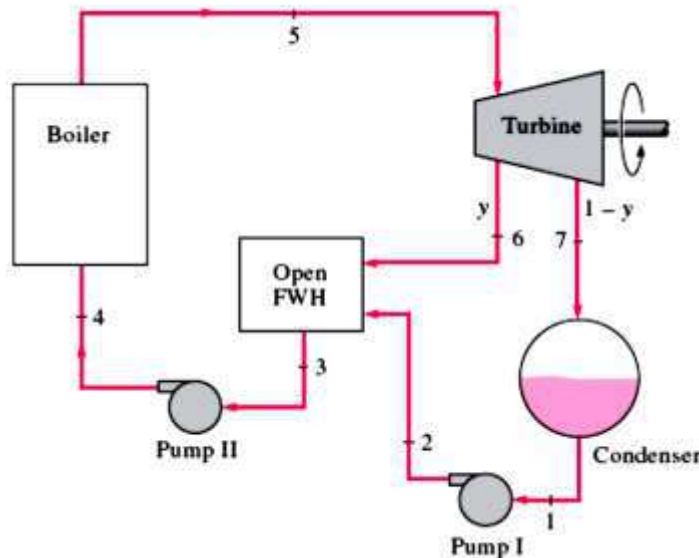 5
Boiler
Turbine
y
1 – y
6
7
Open
FWH
4
3
2
Pump II
Condenser
1
Pump I